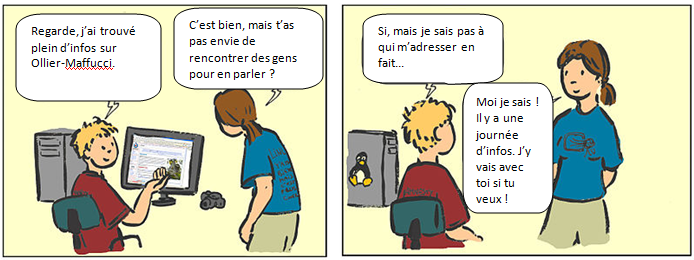 Regarde, j'ai trouvé
plein d'infos sur
Ollier-Maffucci.
C'est bien, mais t'as
pas envie de
rencontrer des gens
pour en parler ?
Si, mais je sais pas à
qui m'adresser en
fait...
Moi je sais !
Il y a une
journée
d'infos. J'y
vais avec
toi si tu
veux !